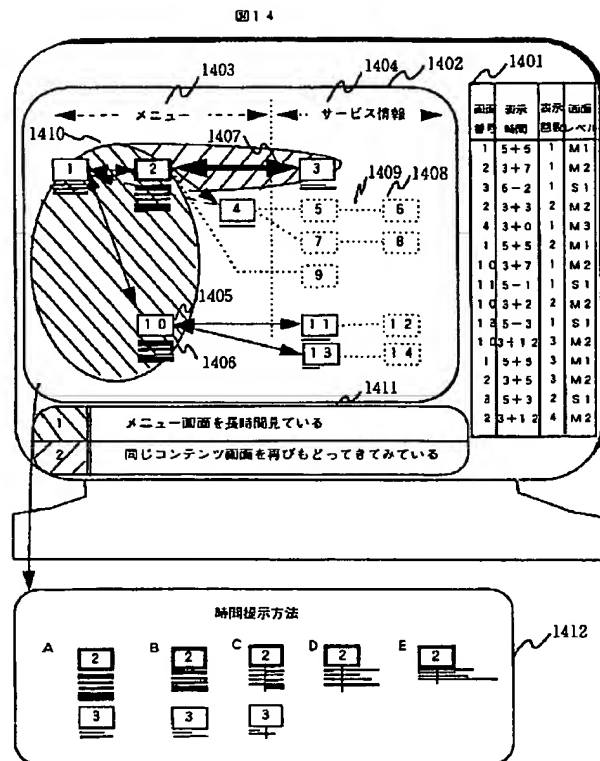 図14
1403
1404
1402
1401
メニュー
サービス情報
1410
1407
1
2
3
4
5
1409
1408
6
7
8
9
1405
10
11
12
13
14
1406
1411
画面番号 表示時間 表示回数 画面レベル
1 5+5 1 M1
2 3+7 1 M2
3 6-2 1 S1
2 3+3 2 M2
4 3+0 1 M3
1 5+5 2 M1
10 3+7 1 M2
11 5-1 1 S1
10 3+2 2 M2
13 5-3 1 S1
10 3+12 3 M2
1 5+5 3 M1
2 3+5 3 M2
3 5+3 2 S1
2 3+12 4 M2
1 メニュー画面を長時間見ている
2 同じコンテンツ画面を再びもどってきてみている
時間提示方法
1412
A B C D E
2 2 2 2 2
3 3 3